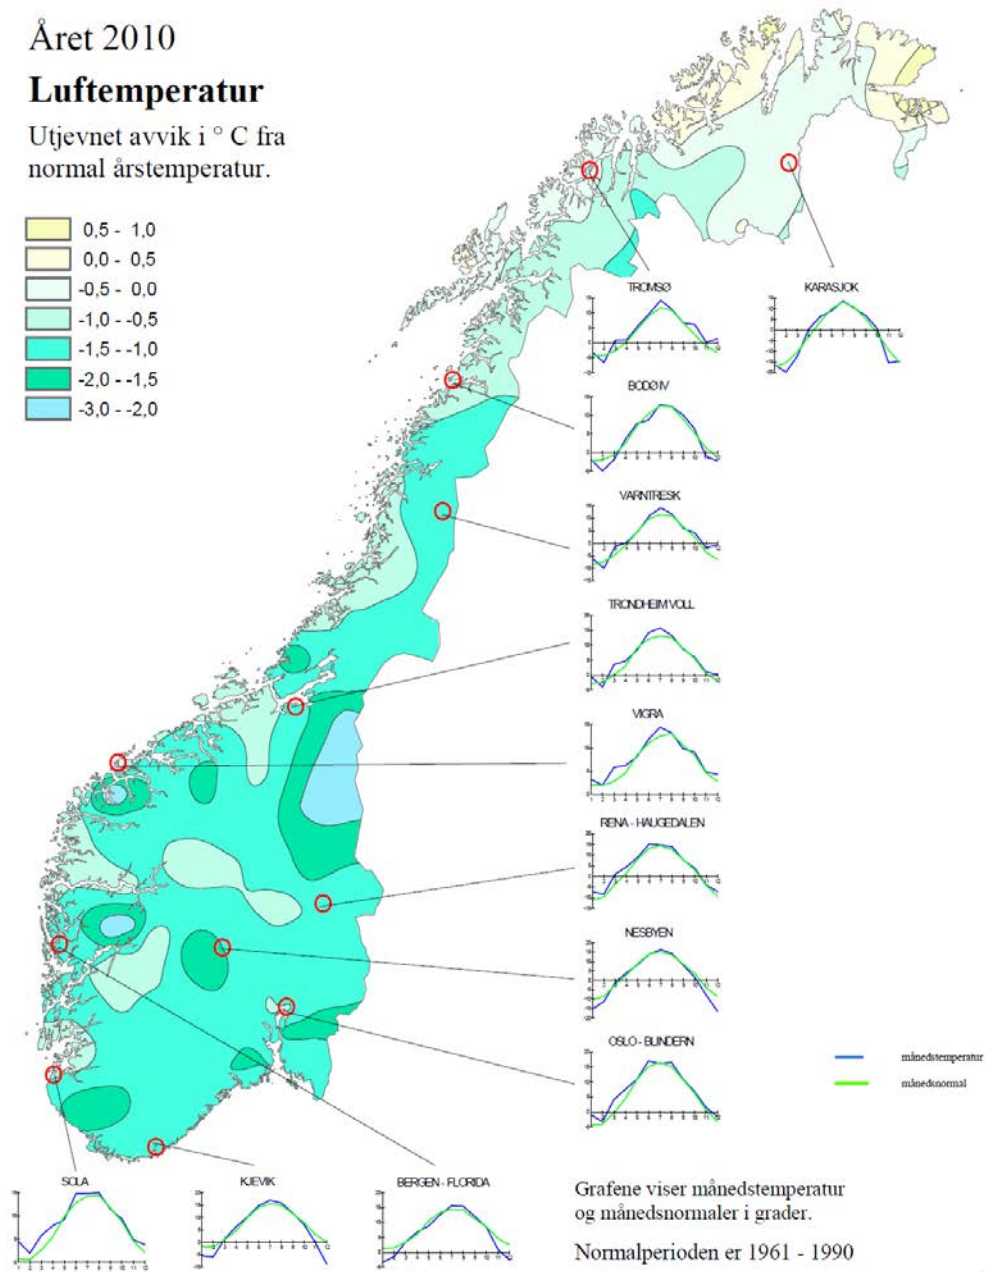 Året 2010
Luftemperatur
Utjevnet avvik i ° C fra
normal årstemperatur.
0,5 - 1,0
0,0 - 0,5
-0,5 - 0,0
-1,0 - -0,5
-1,5 - -1,0
-2,0 - -1,5
-3,0 - -2,0
TROMSØ
KARASJOK
BODØ IV
VARNTRESK
TRONDHEIM VOLL
VIGRA
RENA - HAUGEDALEN
NESBYEN
OSLO - BLINDERN
månedstemperatur
månedsnormal
SOLA
KJEVIK
BERGEN - FLORIDA
Grafene viser månedstemperatur
og månedsnormaler i grader.
Normalperioden er 1961 - 1990